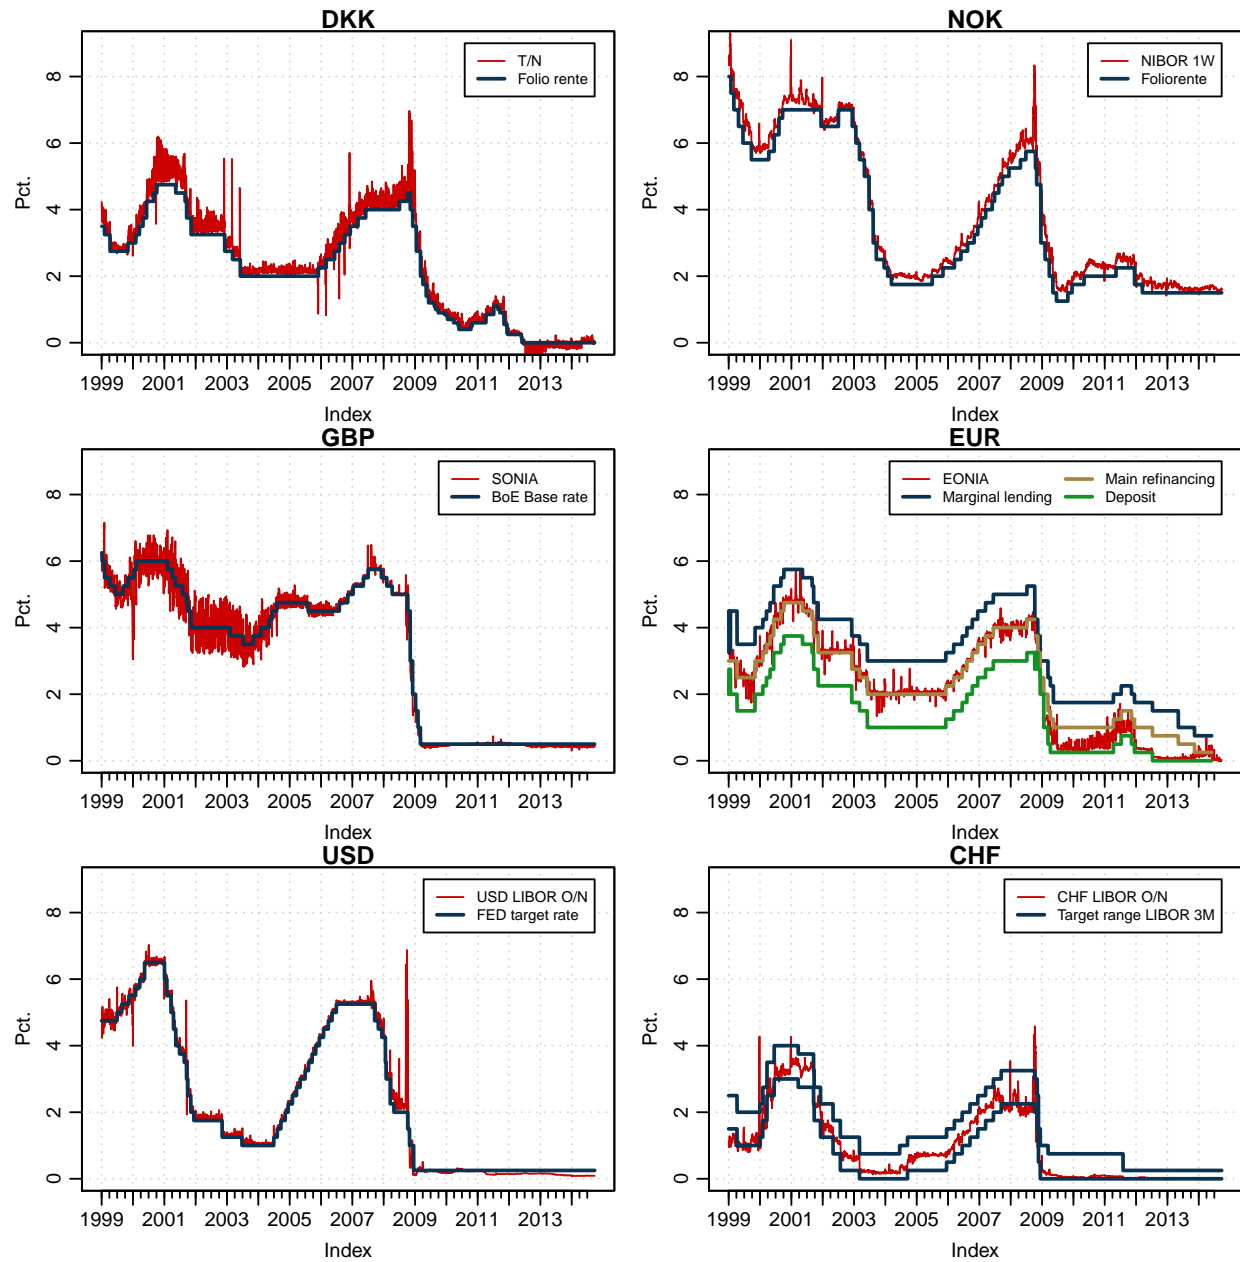 DKK
T/N
Folio rente
Pct.
8
6
4
2
0
1999 2001 2003 2005 2007 2009 2011 2013
Index
NOK
NIBOR 1W
Foliorente
Pct.
8
6
4
2
0
1999 2001 2003 2005 2007 2009 2011 2013
Index
GBP
SONIA
BoE Base rate
Pct.
8
6
4
2
0
1999 2001 2003 2005 2007 2009 2011 2013
Index
EUR
EONIA Main refinancing
Marginal lending Deposit
Pct.
8
6
4
2
0
1999 2001 2003 2005 2007 2009 2011 2013
Index
USD
USD LIBOR O/N
FED target rate
Pct.
8
6
4
2
0
1999 2001 2003 2005 2007 2009 2011 2013
Index
CHF
CHF LIBOR O/N
Target range LIBOR 3M
Pct.
8
6
4
2
0
1999 2001 2003 2005 2007 2009 2011 2013
Index